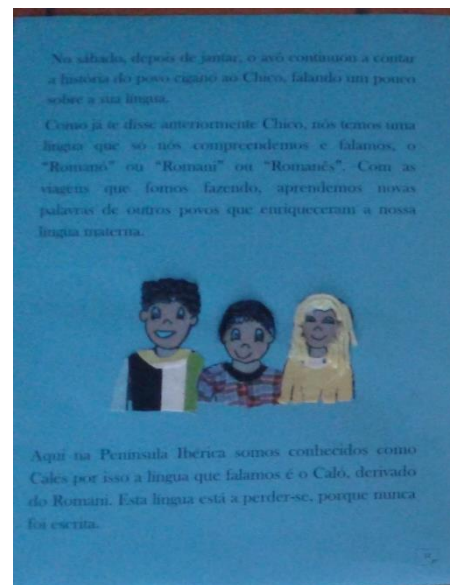 No sábado, depois de jantar, o avô continuou a contar
a história do povo cigano ao Chico, falando um pouco
sobre a sua língua.
Como já te disse anteriormente Chico, nós temos uma
língua que só nós compreendemos e falamos, o
“Romanó” ou “Romani” ou “Romanês”. Com as
viagens que fomos fazendo, aprendemos novas
palavras de outros povos que enriqueceram a nossa
língua materna.
Aqui na Península Ibérica somos conhecidos como
Cales por isso a língua que falamos é o Caló, derivado
do Romani. Esta língua está a perder-se, porque nunca
foi escrita.